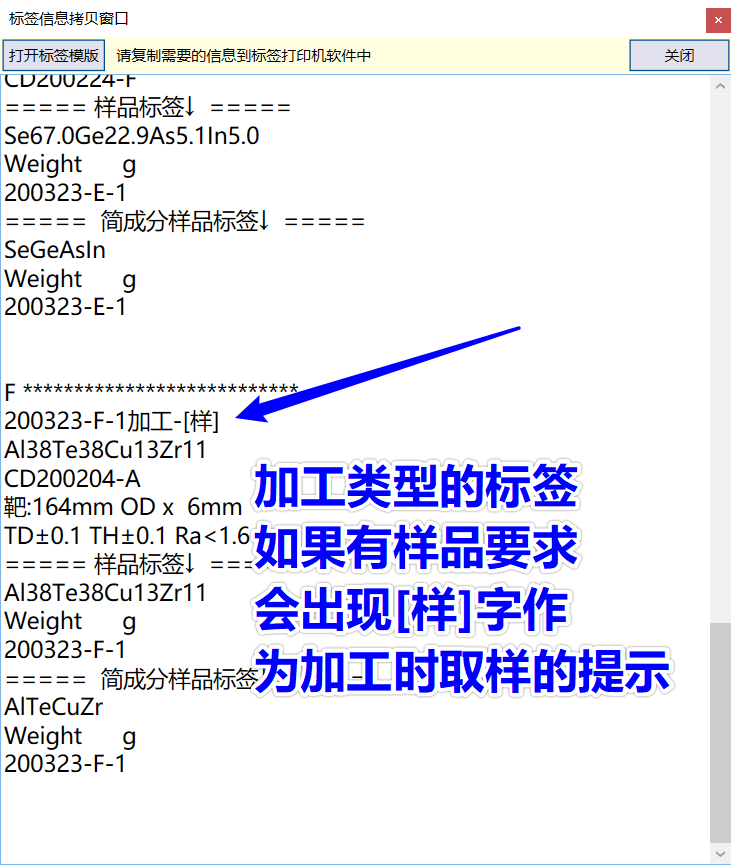 标签信息拷贝窗口
打开标签模版 请复制需要的信息到标签打印机软件中 关闭
CD200224-F
===== 样品标签↓ =====
Se67.0Ge22.9As5.1In5.0
Weight g
200323-E-1
===== 简成分样品标签↓ =====
SeGeAsIn
Weight g
200323-E-1
F ***************************
200323-F-1加工-[样]
Al38Te38Cu13Zr11
CD200204-A
靶:164mm OD x 6mm
TD±0.1 TH±0.1 Ra<1.6
===== 样品标签↓ ===
Al38Te38Cu13Zr11
Weight g
200323-F-1
===== 简成分样品标签
AlTeCuZr
Weight g
200323-F-1
加工类型的标签
如果有样品要求
会出现[样]字作
为加工时取样的提示